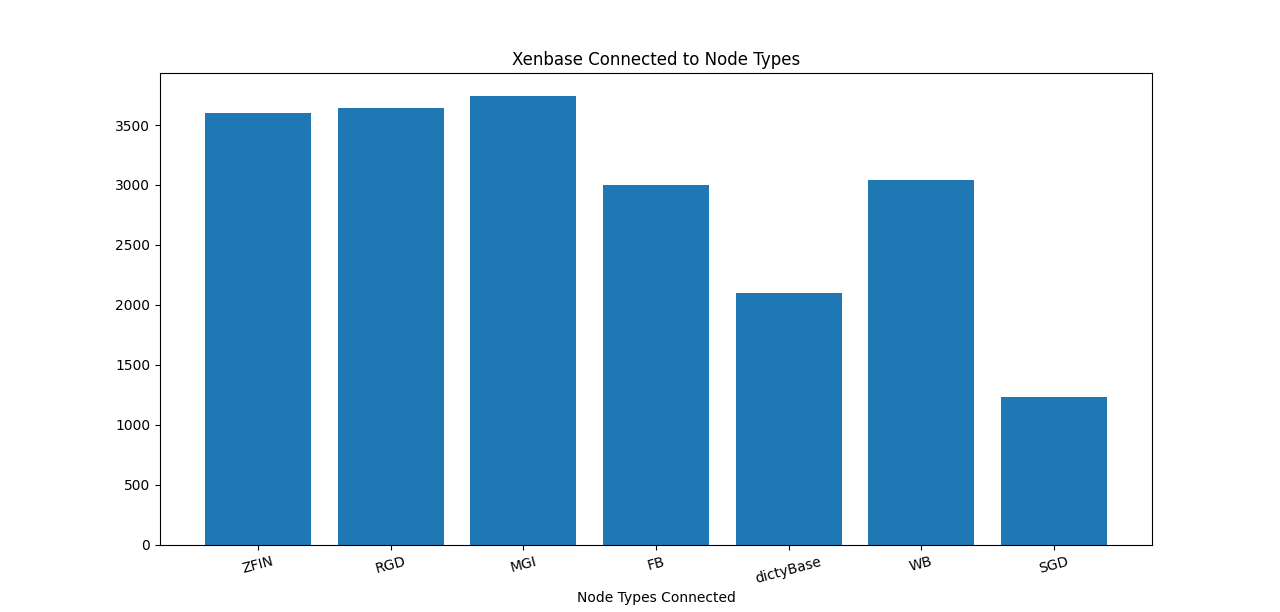 Xenbase Connected to Node Types
3500
3000
2500
2000
1500
1000
500
0
ZFIN
RGD
MGI
FB
dictyBase
WB
SGD
Node Types Connected